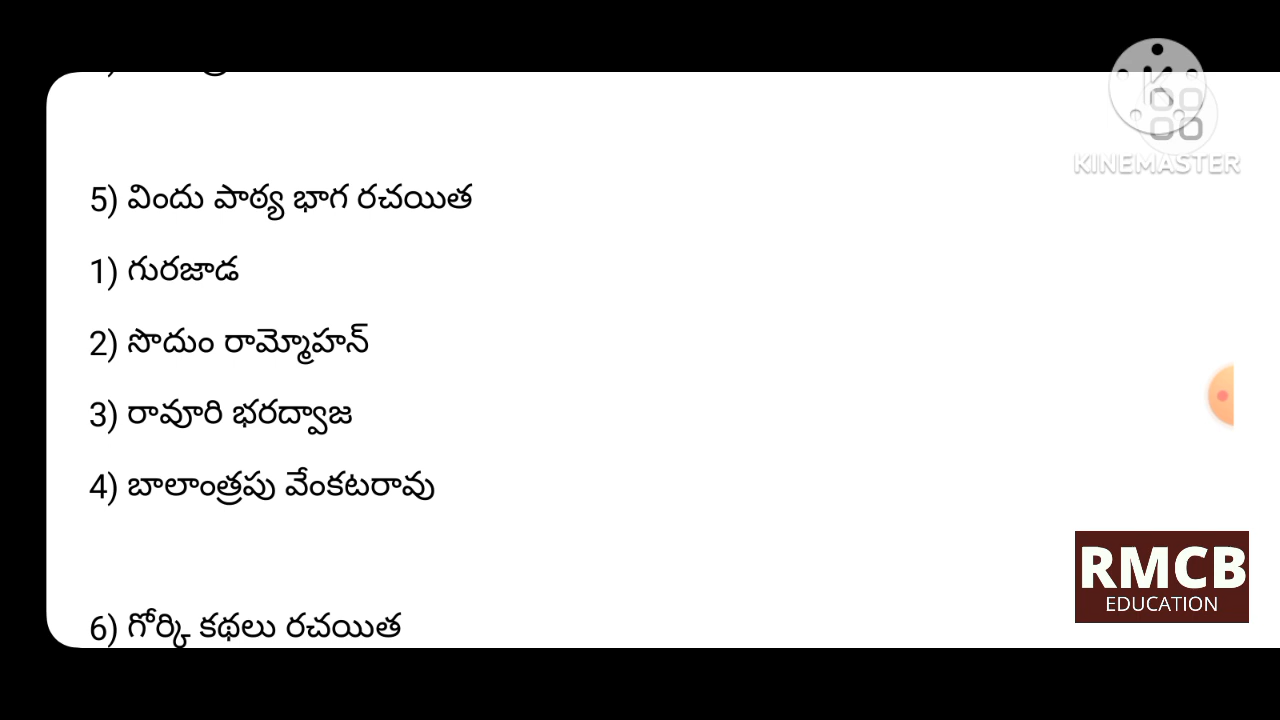 KINEMASTER
5) విందు పాఠ్య భాగ రచయిత
1) గురజాడ
2) సొదుం రామ్మోహన్
3) రావూరి భరద్వాజ
4) బాలాంత్రపు వేంకటరావు
RMCB
EDUCATION
6) గోర్కి కథలు రచయిత